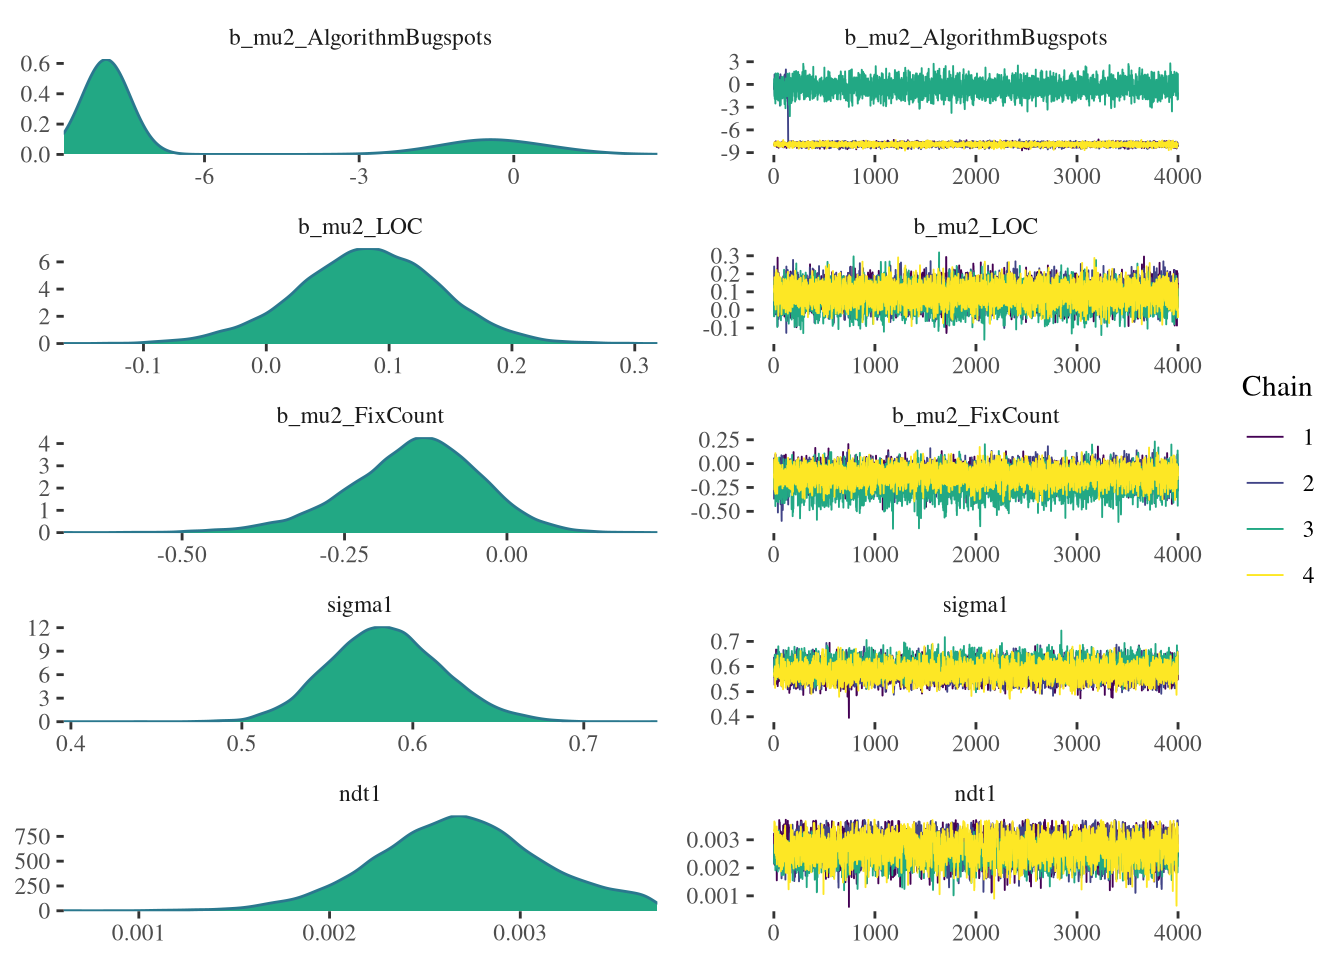 b_mu2_AlgorithmBugspots
0.6
0.4
0.2
0.0
-6 -3 0
b_mu2_AlgorithmBugspots
3
0
-3
-6
-9
0 1000 2000 3000 4000
b_mu2_LOC
6
4
2
0
-0.1 0.0 0.1 0.2 0.3
b_mu2_LOC
0.3
0.2
0.1
0.0
-0.1
0 1000 2000 3000 4000
b_mu2_FixCount
4
3
2
1
0
-0.50 -0.25 0.00
b_mu2_FixCount
0.25
0.00
-0.25
-0.50
0 1000 2000 3000 4000
sigma1
12
9
6
3
0
0.4 0.5 0.6 0.7
sigma1
0.7
0.6
0.5
0.4
0 1000 2000 3000 4000
ndt1
750
500
250
0
0.001 0.002 0.003
ndt1
0.003
0.002
0.001
0 1000 2000 3000 4000
Chain
1
2
3
4